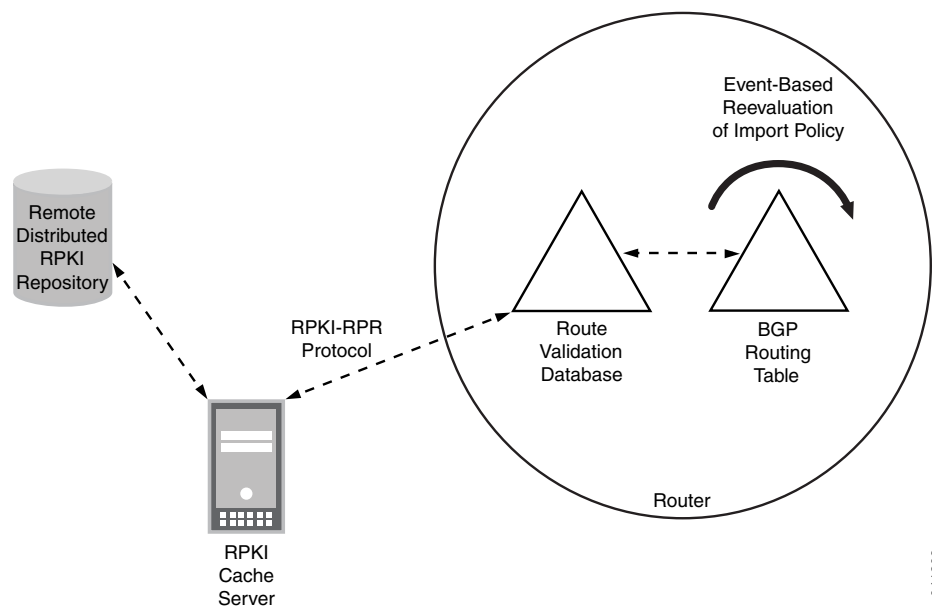 Event-Based
Reevaluation
of Import Policy
Remote
Distributed
RPKI
Repository
RPKI-RPR
Protocol
Route
Validation
Database
BGP
Routing
Table
Router
RPKI
Cache
Server